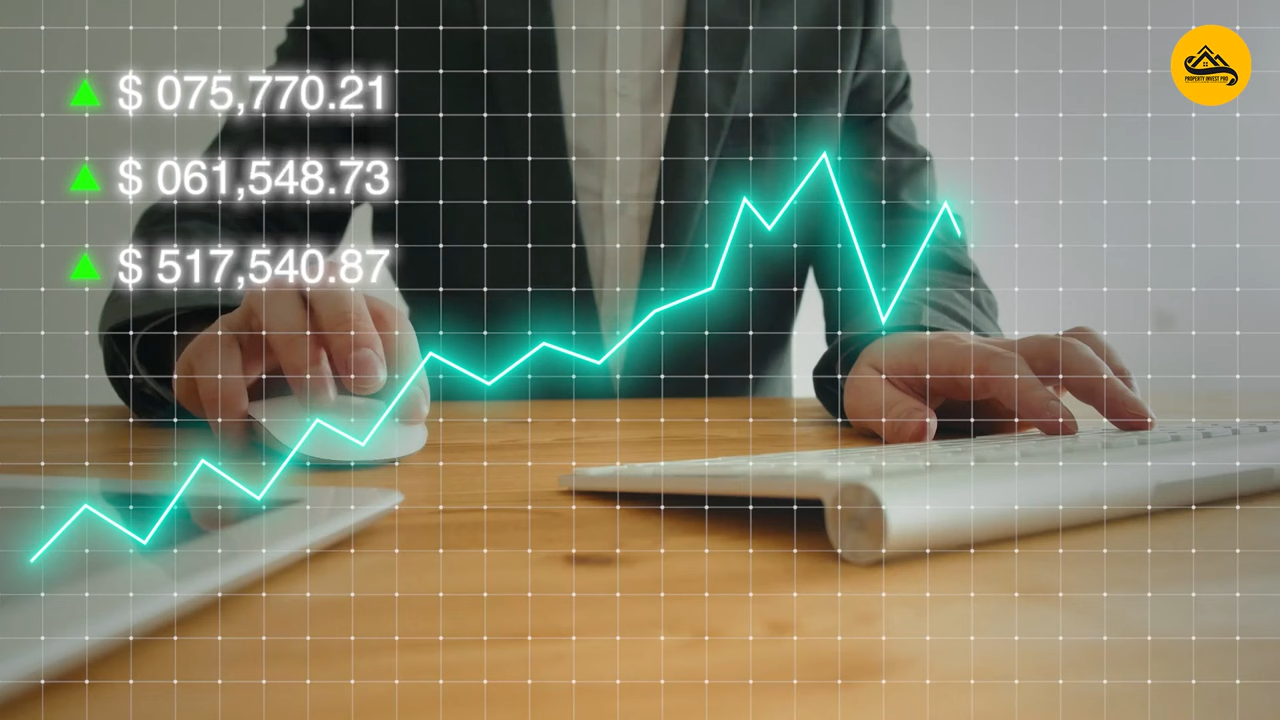 $ 075,770.21
$ 061,548.73
$ 517,540.87
PROPERTY INVEST PRO